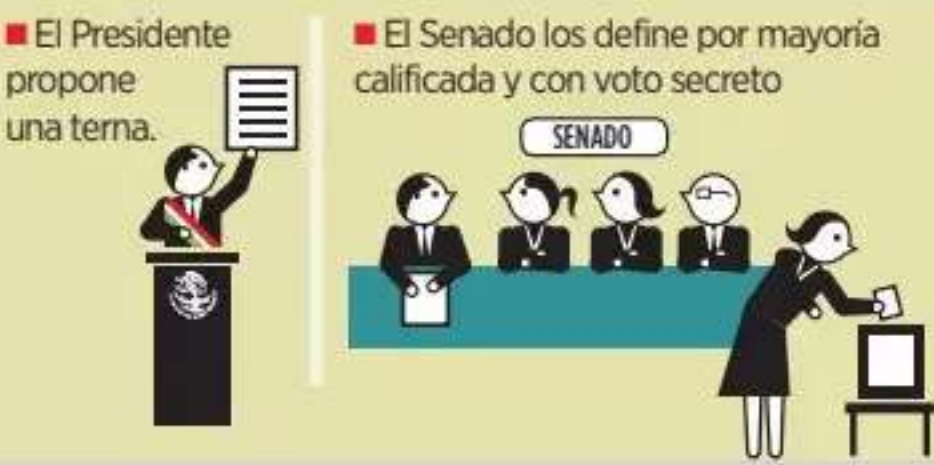 ■ El Presidente
propone
una terna.
■ El Senado los define por mayoría
calificada y con voto secreto
SENADO